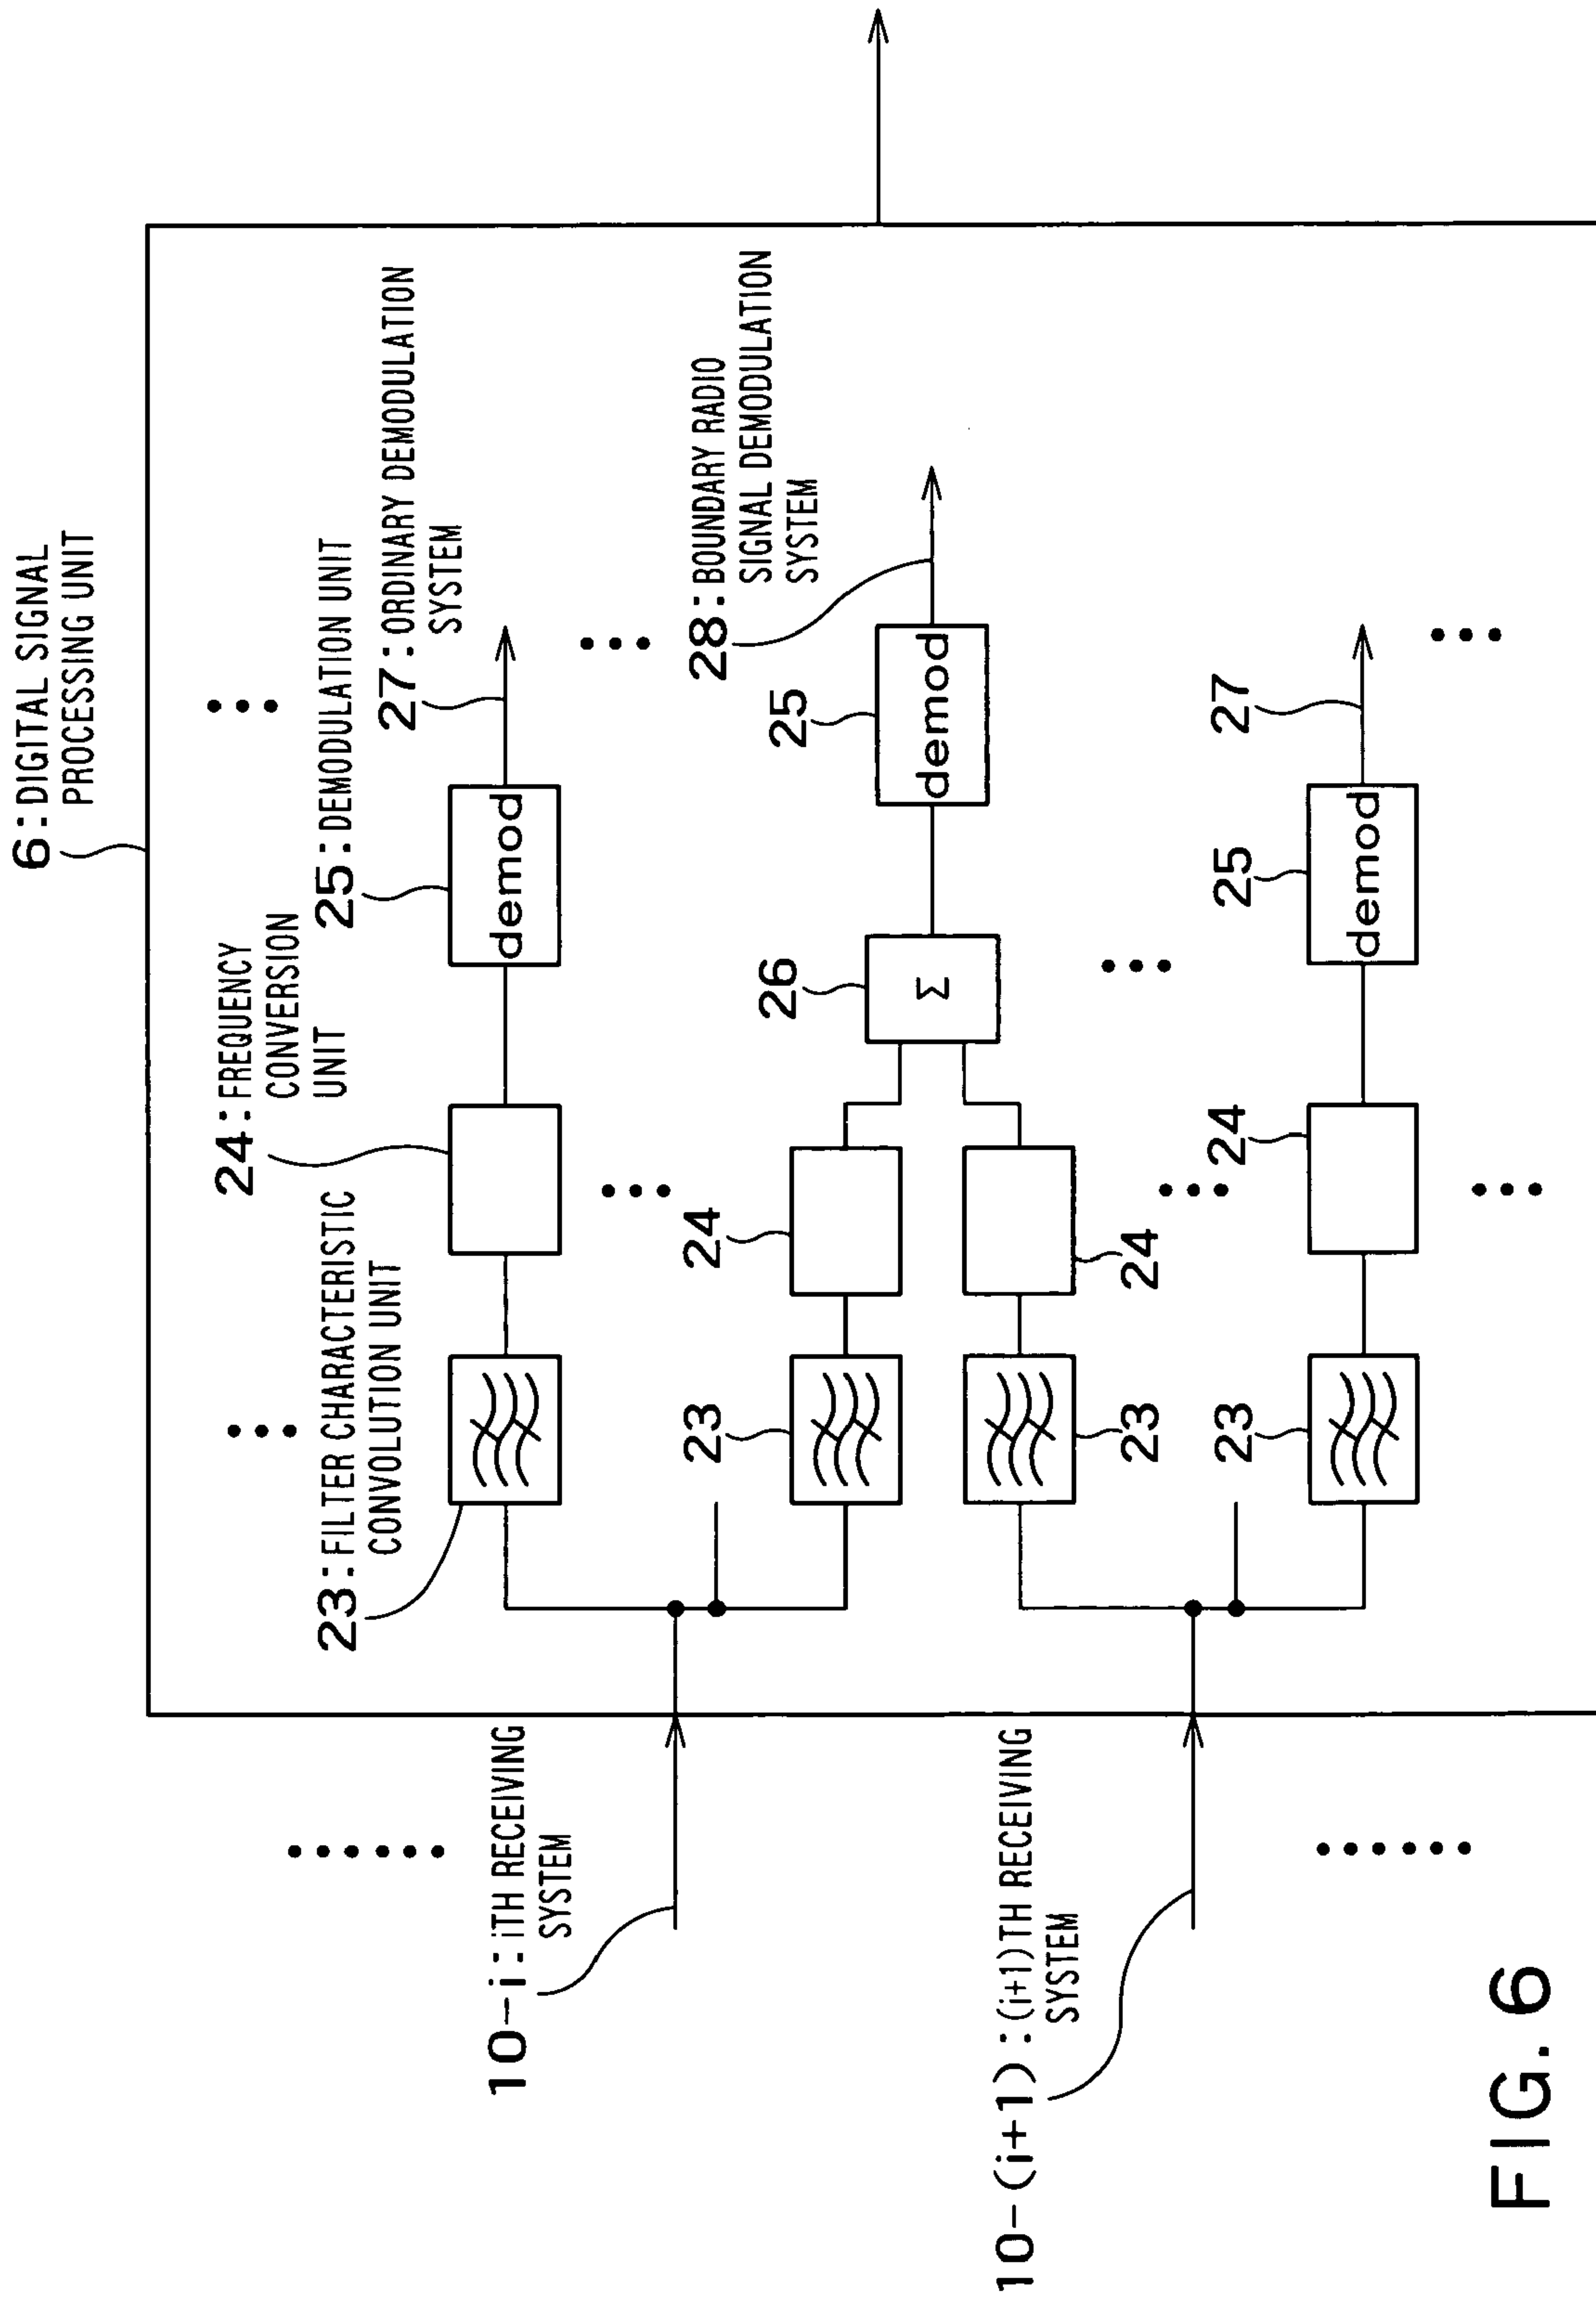 6: DIGITAL SIGNAL
PROCESSING UNIT
24: FREQUENCY
CONVERSION
UNIT
23: FILTER CHARACTERISTIC
CONVOLUTION UNIT
25: DEMODULATION UNIT
27: ORDINARY DEMODULATION
SYSTEM
demod
10-i: iTH RECEIVING
SYSTEM
23
24
26
Σ
25
demod
28: BOUNDARY RADIO
SIGNAL DEMODULATION
SYSTEM
10-(i+1): (i+1)TH RECEIVING
SYSTEM
23
24
23
24
25
demod
27
FIG. 6